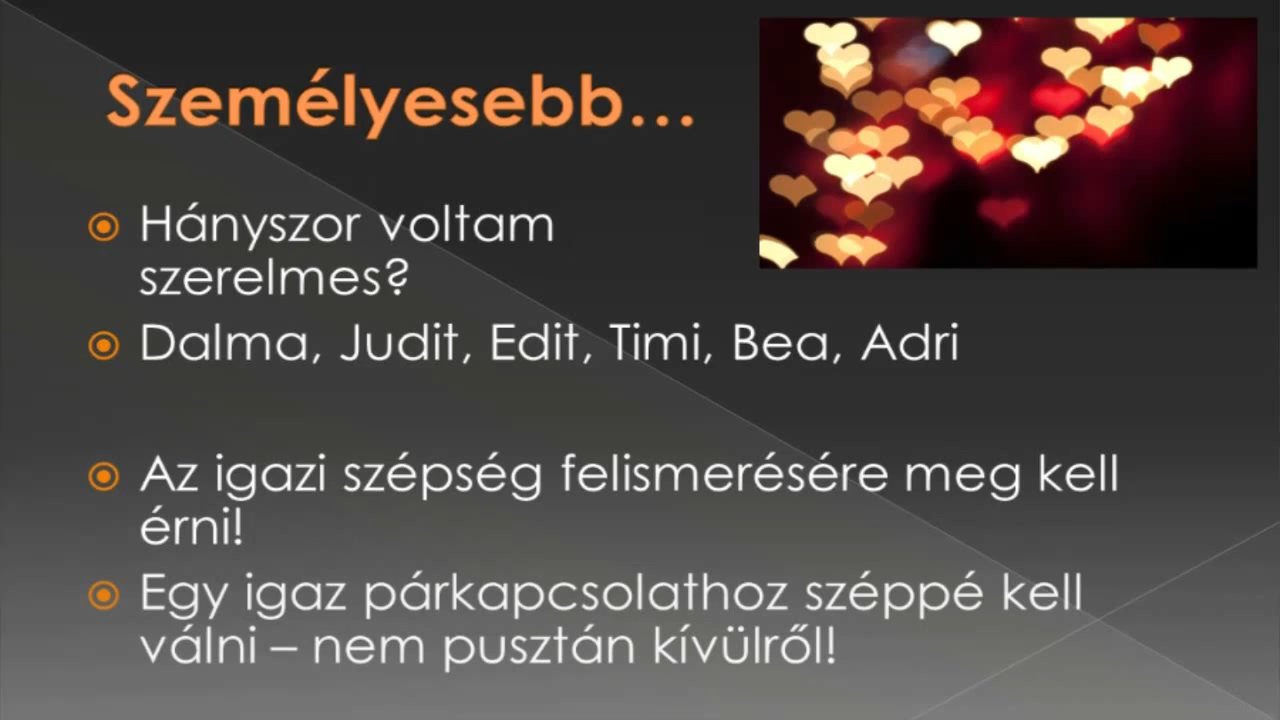 Személyesebb...
Hányszor voltam
szerelmes?
Dalma, Judit, Edit, Timi, Bea, Adri
Az igazi szépség felismerésére meg kell
érni!
Egy igaz párkapcsolathoz széppé kell
válni – nem pusztán kívülről!